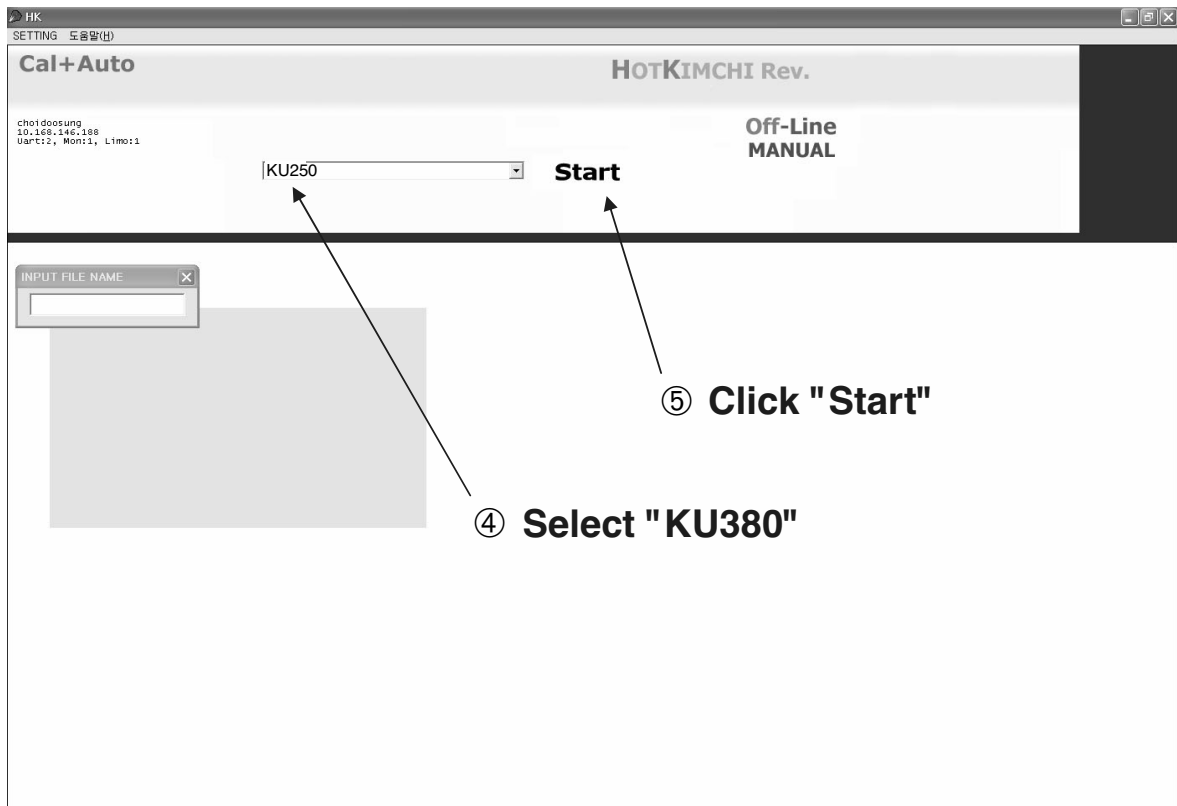 HK
SETTING 도움말(H)
Cal+Auto
HOTKIMCHI Rev.
choidoosung
10.168.146.188
Uart:2, Mon:1, Limo:1
Off-Line
MANUAL
KU250
Start
INPUT FILE NAME
⑤ Click "Start"
④ Select "KU380"